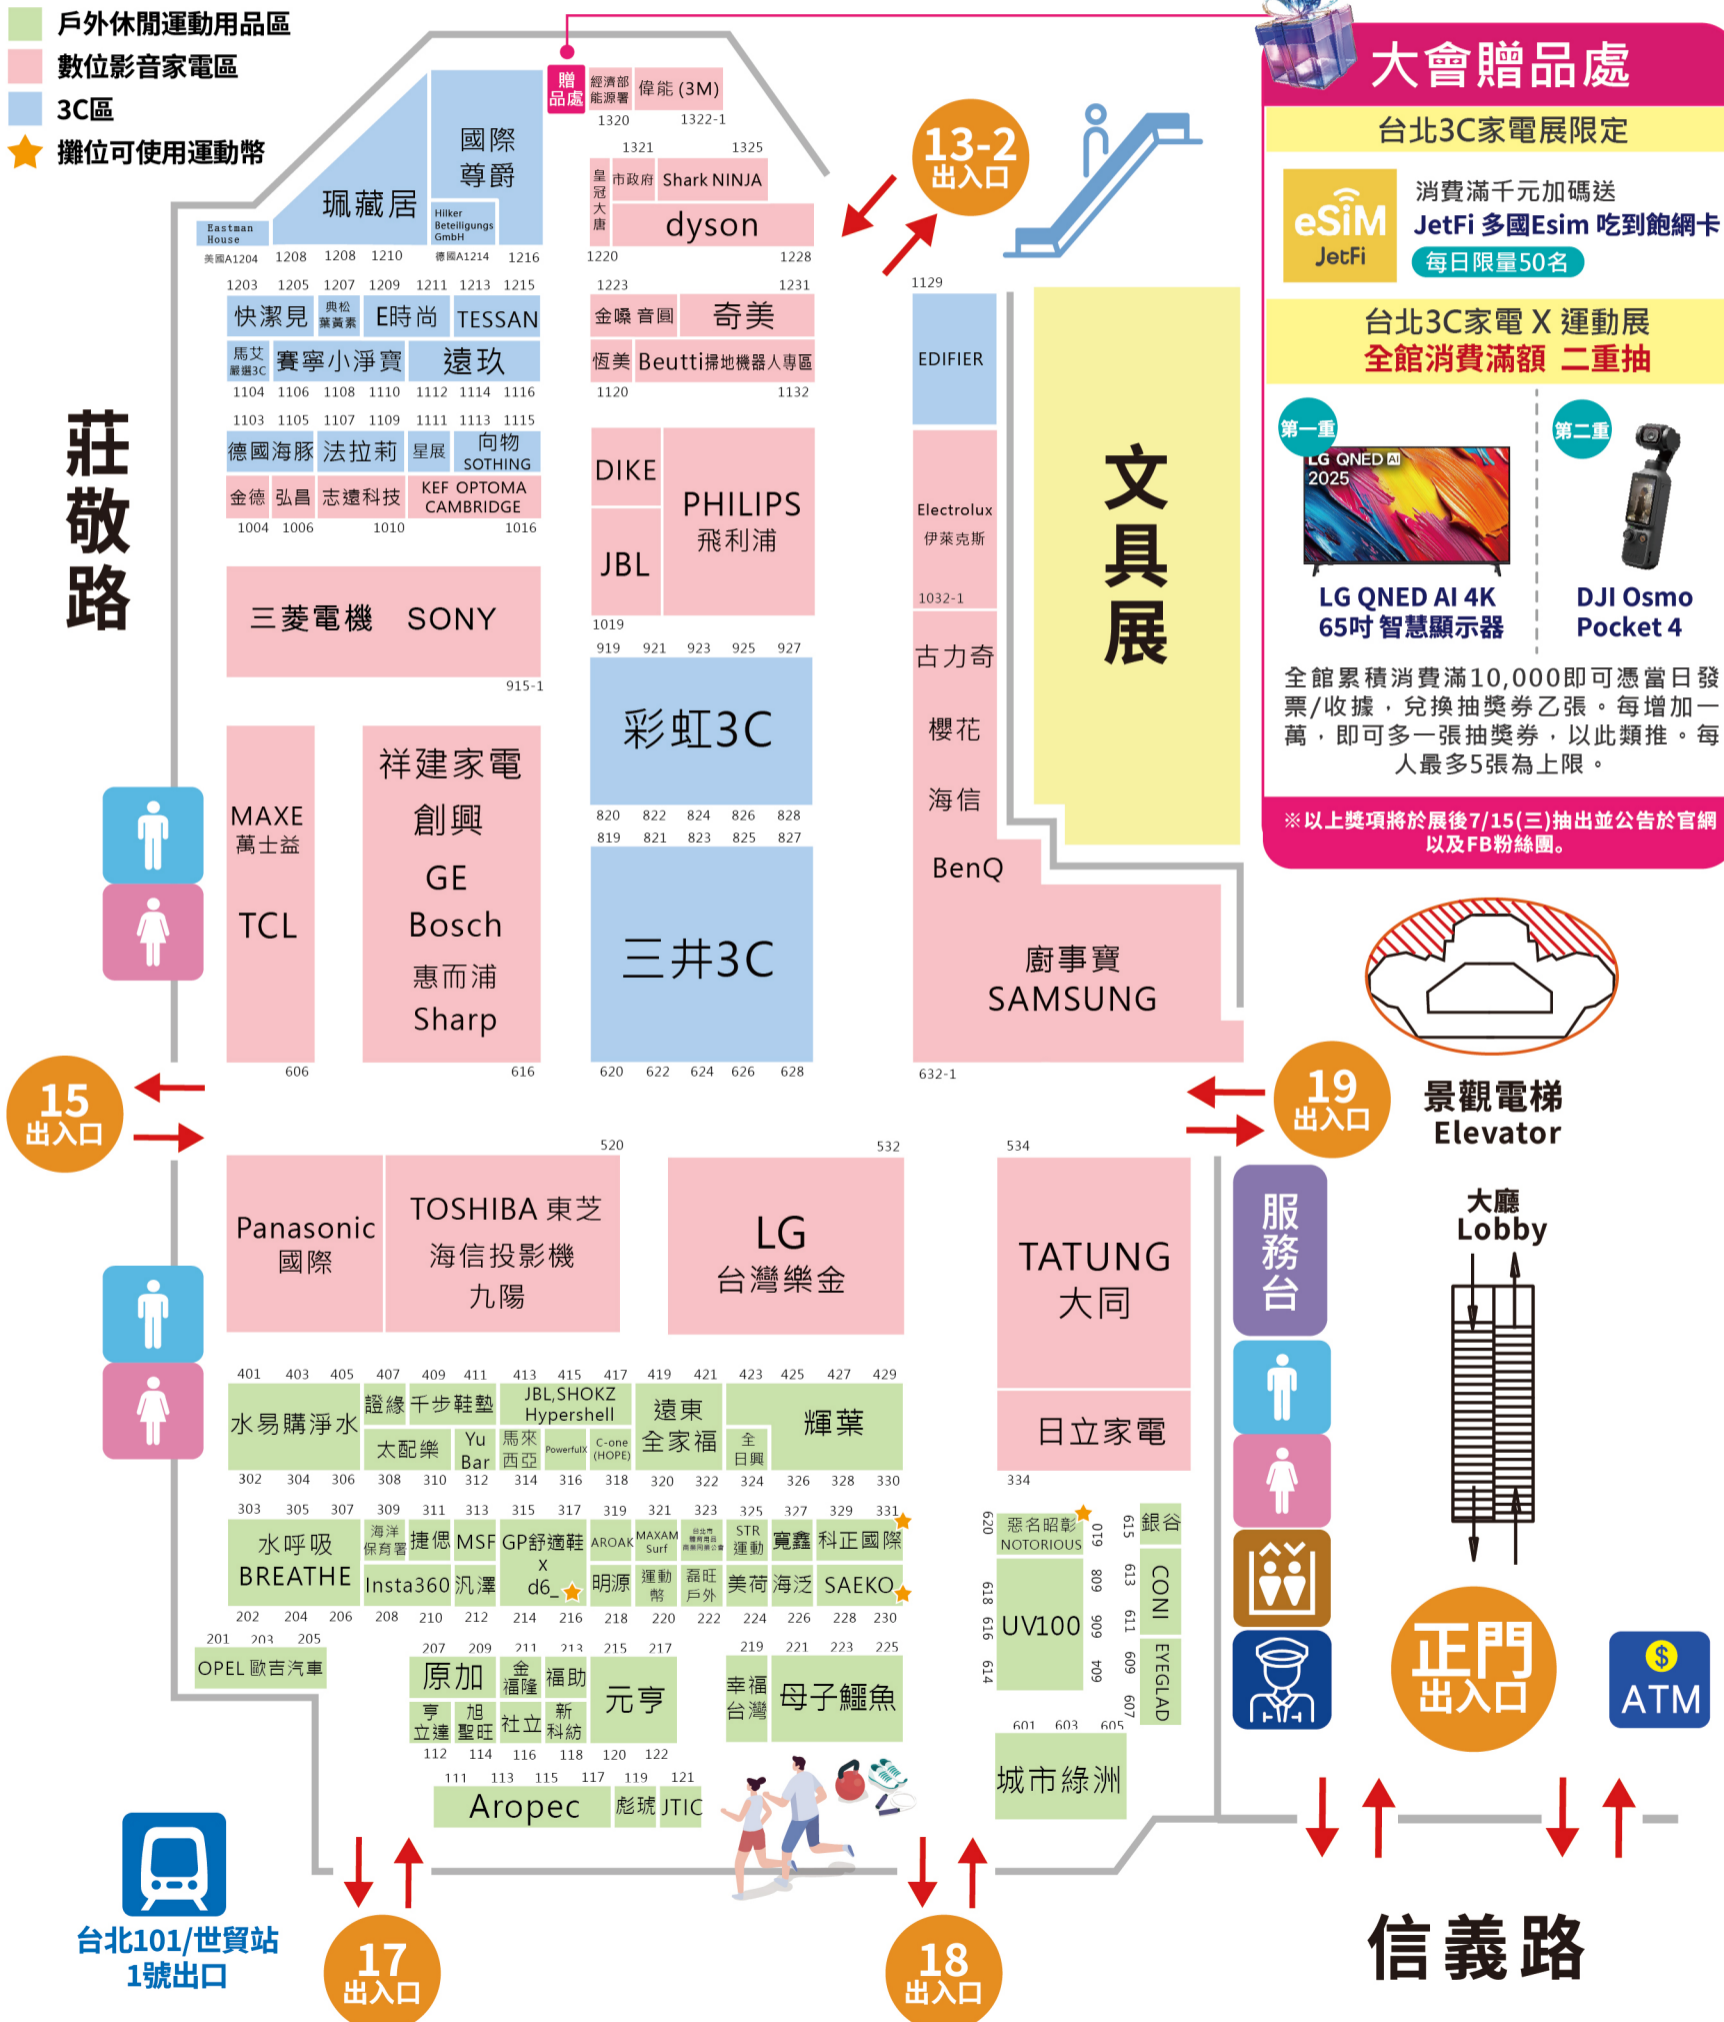 戶外休閒運動用品區
數位影音家電區
3C區
攤位可使用運動幣
大會贈品處
台北3C家電展限定
eSiM
JetFi
消費滿千元加碼送
JetFi 多國Esim 吃到飽網卡
每日限量50名
台北3C家電 X 運動展
全館消費滿額 二重抽
第一重
LG QNED AI
2025
LG QNED AI 4K
65吋 智慧顯示器
第二重
DJI Osmo
Pocket 4
全館累積消費滿10,000即可憑當日發
票/收據，兌換抽獎券乙張。每增加一
萬，即可多一張抽獎券，以此類推。每
人最多5張為上限。
※以上獎項將於展後7/15(三)抽出並公告於官網
以及FB粉絲團。
贈
品處
經濟部
能源署
偉能 (3M)
1320 1322-1
13-2
出入口
國際
尊爵
珮藏居
Hilker
Beteiligungs
GmbH
Eastman
House
美國A1204 1208 1208 1210 德國A1214 1216
1321 1325
皇冠大唐
市政府
Shark NINJA
dyson
1220 1228
1203 1205 1207 1209 1211 1213 1215
快潔見
典松
葉黃素
E時尚
TESSAN
馬艾
嚴選3C
賽寧小淨寶
遠玖
1104 1106 1108 1110 1112 1114 1116
1223 1231
金嗓 音圓
奇美
恆美
Beutti掃地機器人專區
1120 1132
1129
EDIFIER
莊敬路
文具展
1103 1105 1107 1109 1111 1113 1115
德國海豚
法拉莉
星展
向物
SOTHING
金德
弘昌
志遠科技
KEF OPTOMA
CAMBRIDGE
1004 1006 1010 1016
DIKE
JBL
PHILIPS
飛利浦
1019
Electrolux
伊萊克斯
1032-1
三菱電機 SONY
915-1
919 921 923 925 927
彩虹3C
820 822 824 826 828
819 821 823 825 827
三井3C
620 622 624 626 628
古力奇
櫻花
海信
BenQ
廚事寶
SAMSUNG
632-1
MAXE
萬士益
TCL
606
祥建家電
創興
GE
Bosch
惠而浦
Sharp
616
15
出入口
19
出入口
景觀電梯
Elevator
520 532 534
Panasonic
國際
TOSHIBA 東芝
海信投影機
九陽
LG
台灣樂金
TATUNG
大同
日立家電
334
服務台
大廳
Lobby
401 403 405 407 409 411 413 415 417 419 421 423 425 427 429
水易購淨水
證緣
千步鞋墊
JBL,SHOKZ
Hypershell
遠東
全家福
輝葉
太配樂
Yu
Bar
馬來
西亞
PowerfulX
C-one
(HOPE)
全
日興
302 304 306 308 310 312 314 316 318 320 322 324 326 328 330
303 305 307 309 311 313 315 317 319 321 323 325 327 329 331
水呼吸
BREATHE
海洋
保育署
捷偲
MSF
GP舒適鞋
x
d6_
AROAK
MAXAM
Surf
STR
運動
寬鑫
科正國際
Insta360
汎澤
明源
運動
幣
磊旺
戶外
美荷
海泛
SAEKO
202 204 206 208 210 212 214 216 218 220 222 224 226 228 230
620
惡名昭彰
NOTORIOUS
610
615
銀谷
618 616 614
UV100
608 606 604
613 611 609 607
CONI
EYEGLAD
201 203 205
OPEL 歐吉汽車
207 209 211 213 215 217
原加
金
福隆
福助
元亨
亨
立達
旭
聖旺
社立
新
科紡
112 114 116 118 120 122
219 221 223 225
幸福
台灣
母子鱷魚
601 603 605
城市綠洲
111 113 115 117 119 121
Aropec
彪琥
JTIC
正門
出入口
$
ATM
台北101/世貿站
1號出口
17
出入口
18
出入口
信義路